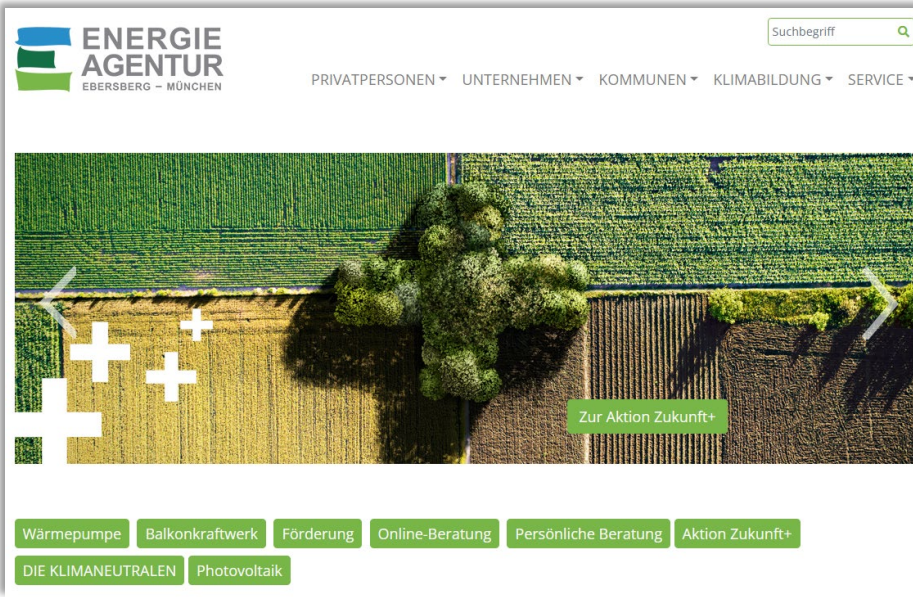 ENERGIE
AGENTUR
EBERSBERG – MÜNCHEN
Suchbegriff
PRIVATPERSONEN UNTERNEHMEN KOMMUNEN KLIMABILDUNG SERVICE
Zur Aktion Zukunft+
Wärmepumpe Balkonkraftwerk Förderung Online-Beratung Persönliche Beratung Aktion Zukunft+
DIE KLIMANEUTRALEN Photovoltaik